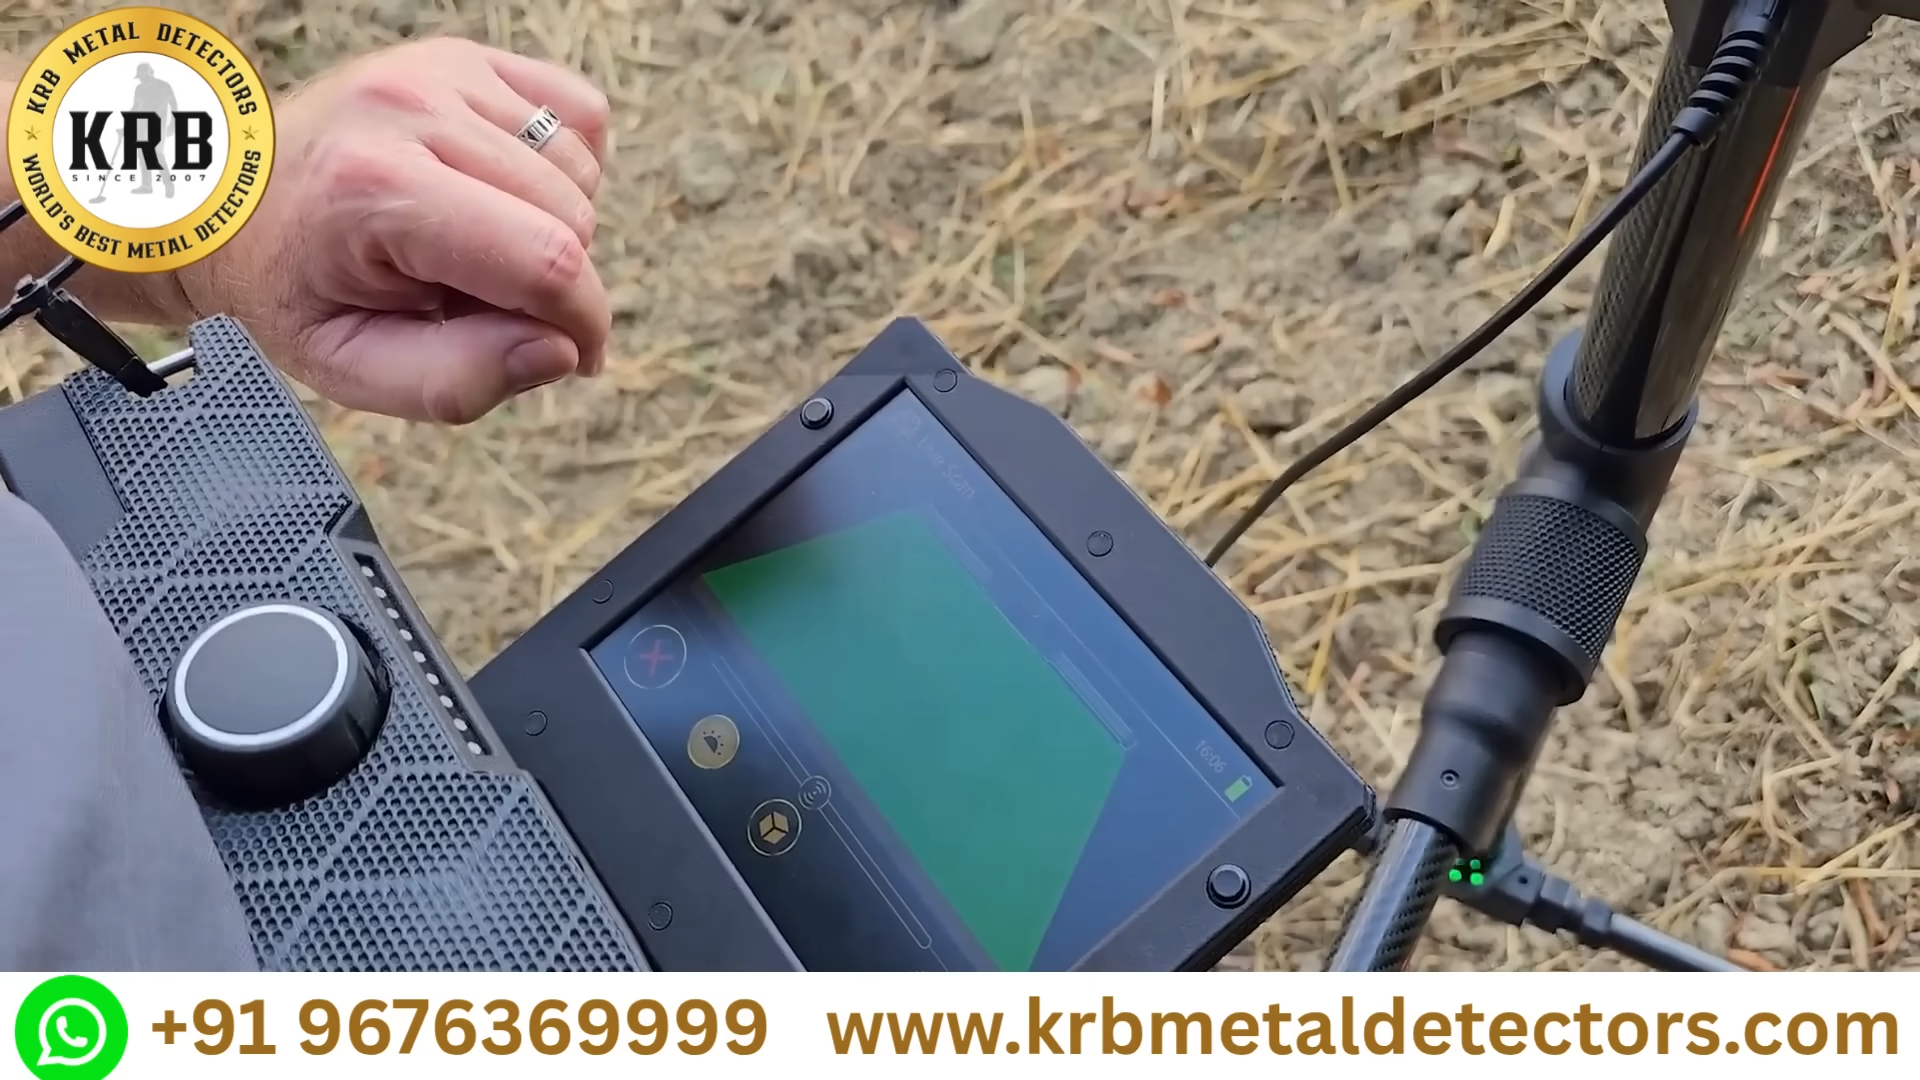 KRB METAL DETECTORS
KRB
SINCE 2007
WORLD'S BEST METAL DETECTORS
Live Scan
16:06
+91 9676369999 www.krbmetaldetectors.com